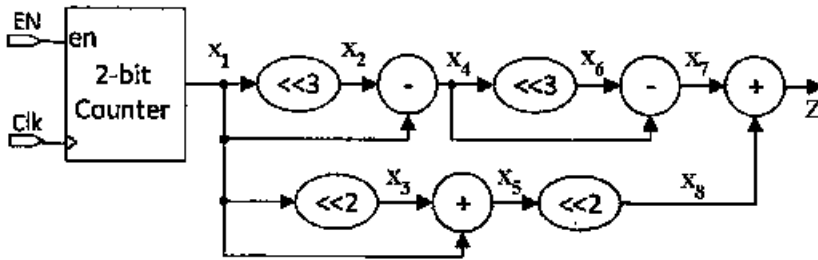 EN
en
2-bit
Counter
Clk
X1
<<3
X2
-
X4
<<3
X6
-
X7
+
Z
<<2
X3
+
X5
<<2
X8